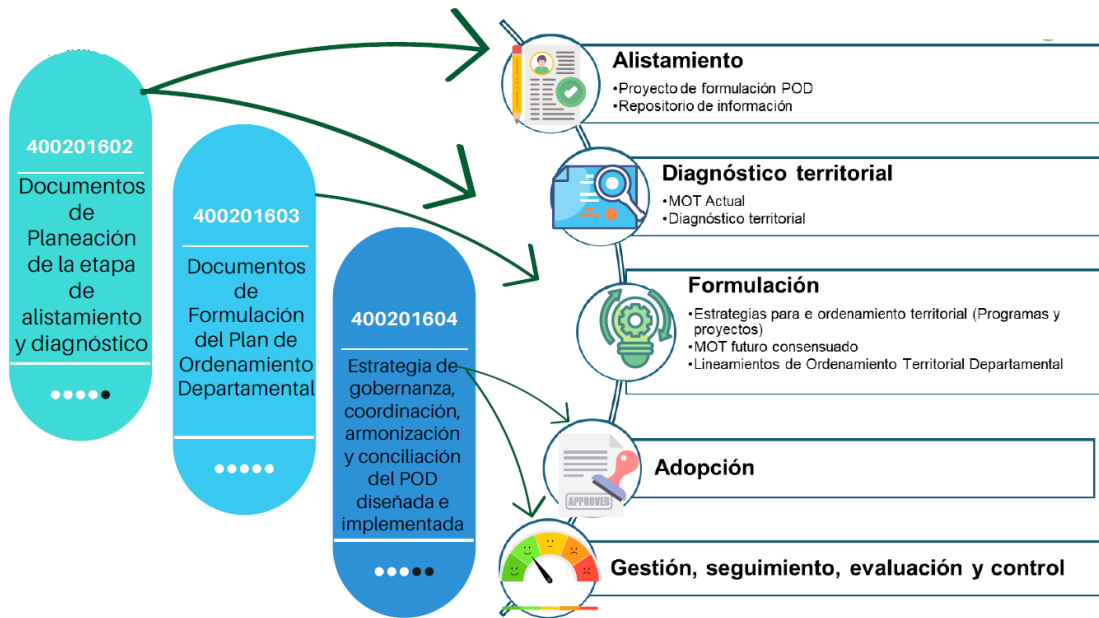 400201602
Documentos
de
Planeación
de la etapa
de
alistamiento
y diagnóstico
400201603
Documentos
de
Formulación
del Plan de
Ordenamiento
Departamental
400201604
Estrategia de
gobernanza,
coordinación,
armonización
y conciliación
del POD
diseñada e
implementada
Alistamiento
•Proyecto de formulación POD
•Repositorio de información
Diagnóstico territorial
•MOT Actual
•Diagnóstico territorial
Formulación
•Estrategias para e ordenamiento territorial (Programas y
proyectos)
•MOT futuro consensuado
•Lineamientos de Ordenamiento Territorial Departamental
APPROVED
Adopción
Gestión, seguimiento, evaluación y control